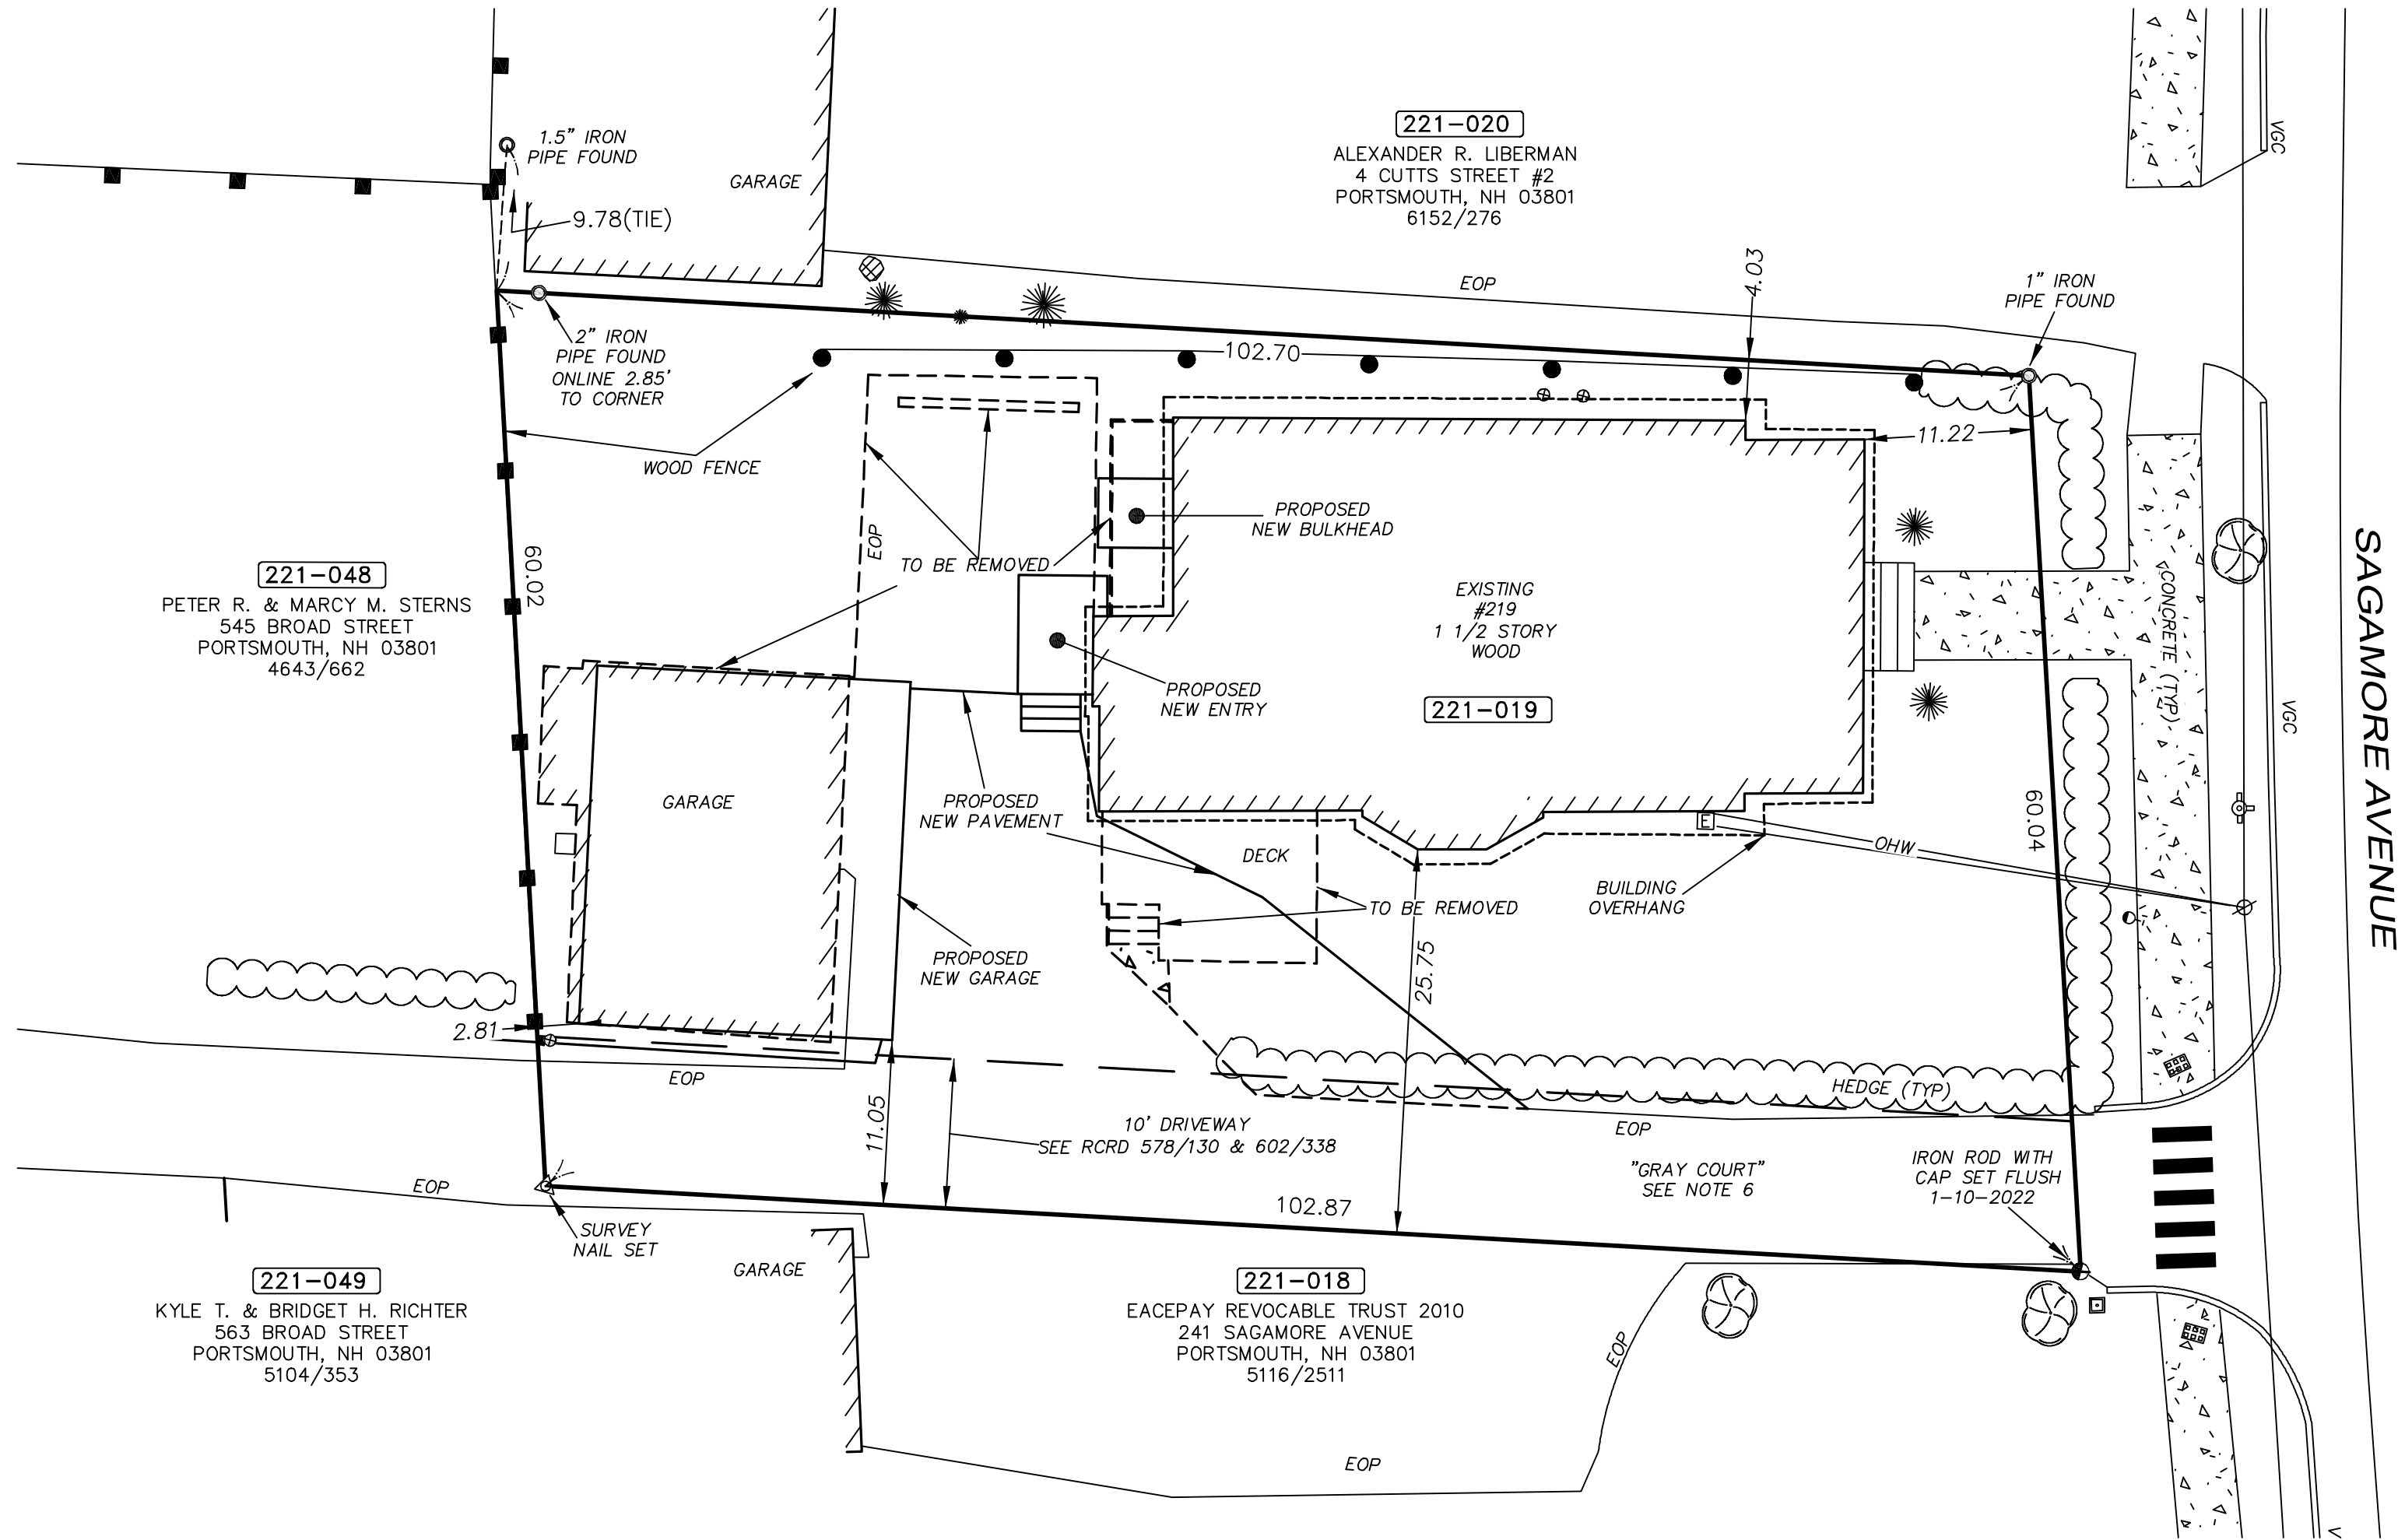 221-020
ALEXANDER R. LIBERMAN
4 CUTTS STREET #2
PORTSMOUTH, NH 03801
6152/276
VGC
1.5" IRON
PIPE FOUND
GARAGE
9.78(TIE)
EOP
4.03
1" IRON
PIPE FOUND
2" IRON
PIPE FOUND
ONLINE 2.85'
TO CORNER
102.70
WOOD FENCE
11.22
EOP
PROPOSED
NEW BULKHEAD
TO BE REMOVED
60.02
221-048
PETER R. & MARCY M. STERNS
545 BROAD STREET
PORTSMOUTH, NH 03801
4643/662
EXISTING
#219
1 1/2 STORY
WOOD
221-019
CONCRETE (TYP)
SAGAMORE AVENUE
VGC
PROPOSED
NEW ENTRY
GARAGE
PROPOSED
NEW PAVEMENT
DECK
E
OHW
60.04
BUILDING
OVERHANG
TO BE REMOVED
PROPOSED
NEW GARAGE
25.75
2.81
EOP
11.05
10' DRIVEWAY
SEE RCRD 578/130 & 602/338
HEDGE (TYP)
EOP
"GRAY COURT"
SEE NOTE 6
IRON ROD WITH
CAP SET FLUSH
1-10-2022
EOP
102.87
SURVEY
NAIL SET
GARAGE
221-049
KYLE T. & BRIDGET H. RICHTER
563 BROAD STREET
PORTSMOUTH, NH 03801
5104/353
221-018
EACEPAY REVOCABLE TRUST 2010
241 SAGAMORE AVENUE
PORTSMOUTH, NH 03801
5116/2511
EOP
EOP
V